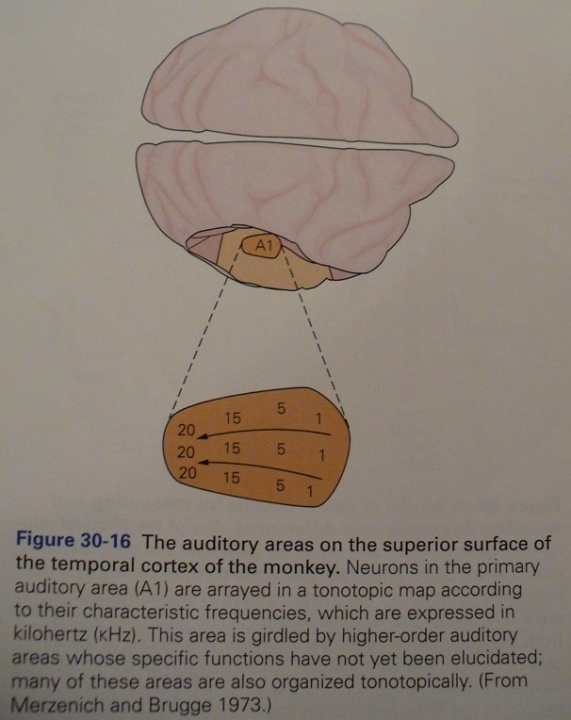 A1
20 15 5 1
20 15 5 1
20 15 5 1
Figure 30-16 The auditory areas on the superior surface of
the temporal cortex of the monkey. Neurons in the primary
auditory area (A1) are arrayed in a tonotopic map according
to their characteristic frequencies, which are expressed in
kilohertz (KHz). This area is girdled by higher-order auditory
areas whose specific functions have not yet been elucidated;
many of these areas are also organized tonotopically. (From
Merzenich and Brugge 1973.)